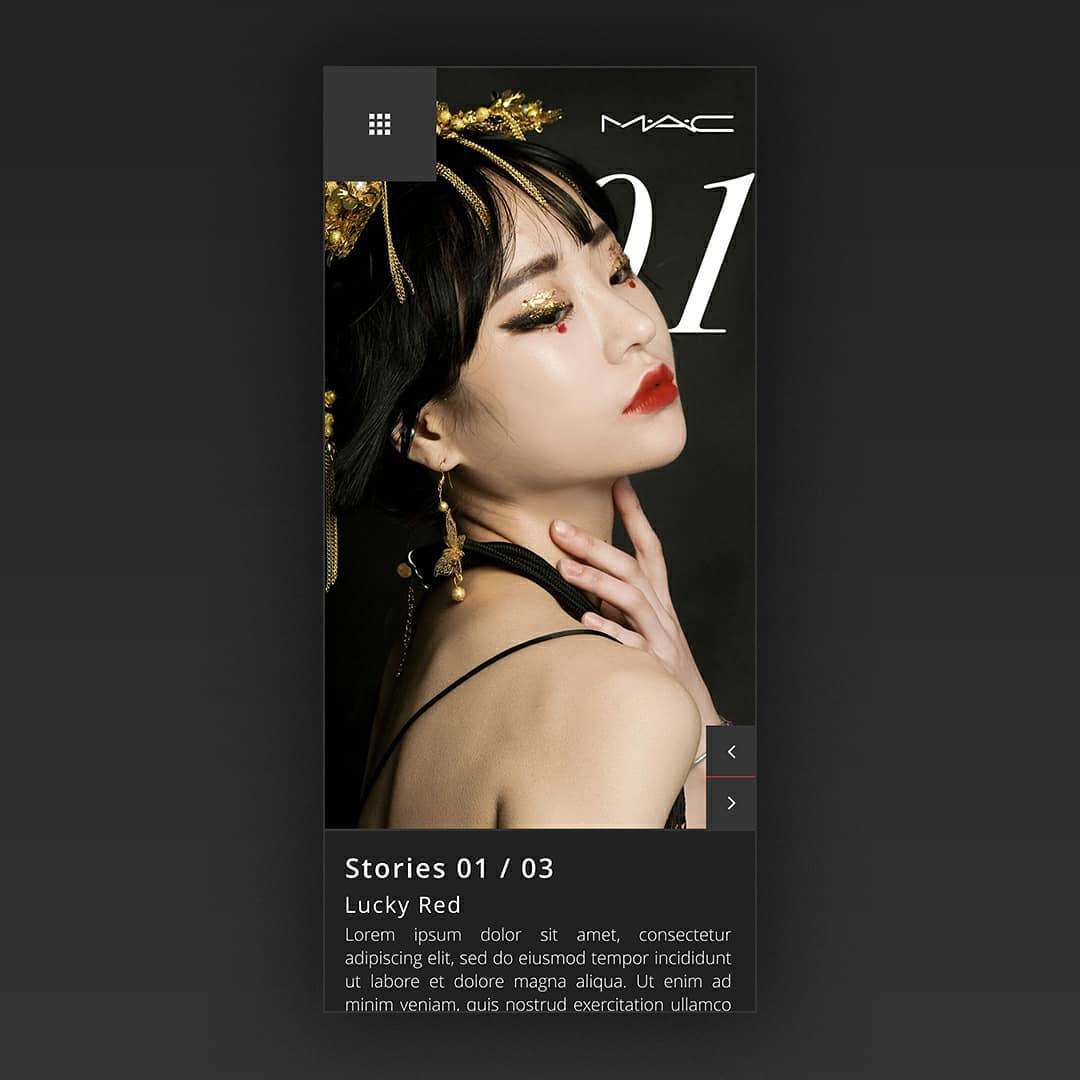 MAC
01
Stories 01 / 03
Lucky Red
Lorem ipsum dolor sit amet, consectetur
adipiscing elit, sed do eiusmod tempor incididunt
ut labore et dolore magna aliqua. Ut enim ad
minim veniam, quis nostrud exercitation ullamco